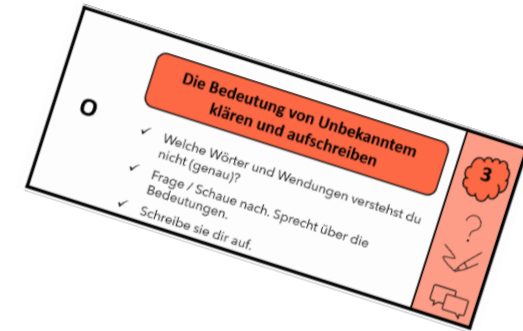 Die Bedeutung von Unbekanntem
klären und aufschreiben
O
✓ Welche Wörter und Wendungen verstehst du
nicht (genau)?
✓ Frage / Schaue nach. Sprecht über die
Bedeutungen.
✓ Schreibe sie dir auf.
3
?